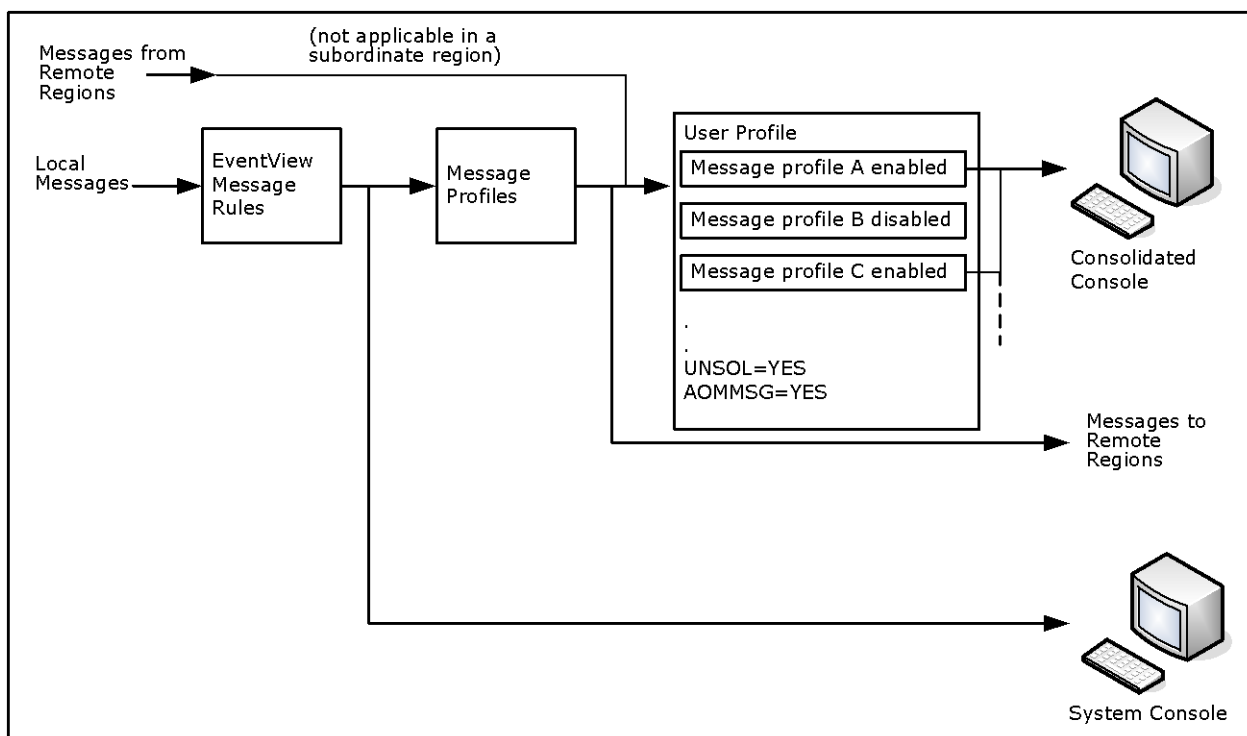 (not applicable in a
subordinate region)
Messages from
Remote
Regions
Local
Messages
EventView
Message
Rules
Message
Profiles
User Profile
Message profile A enabled
Message profile B disabled
Message profile C enabled
.
.
UNSOL=YES
AOMMSG=YES
Consolidated
Console
Messages to
Remote
Regions
System Console